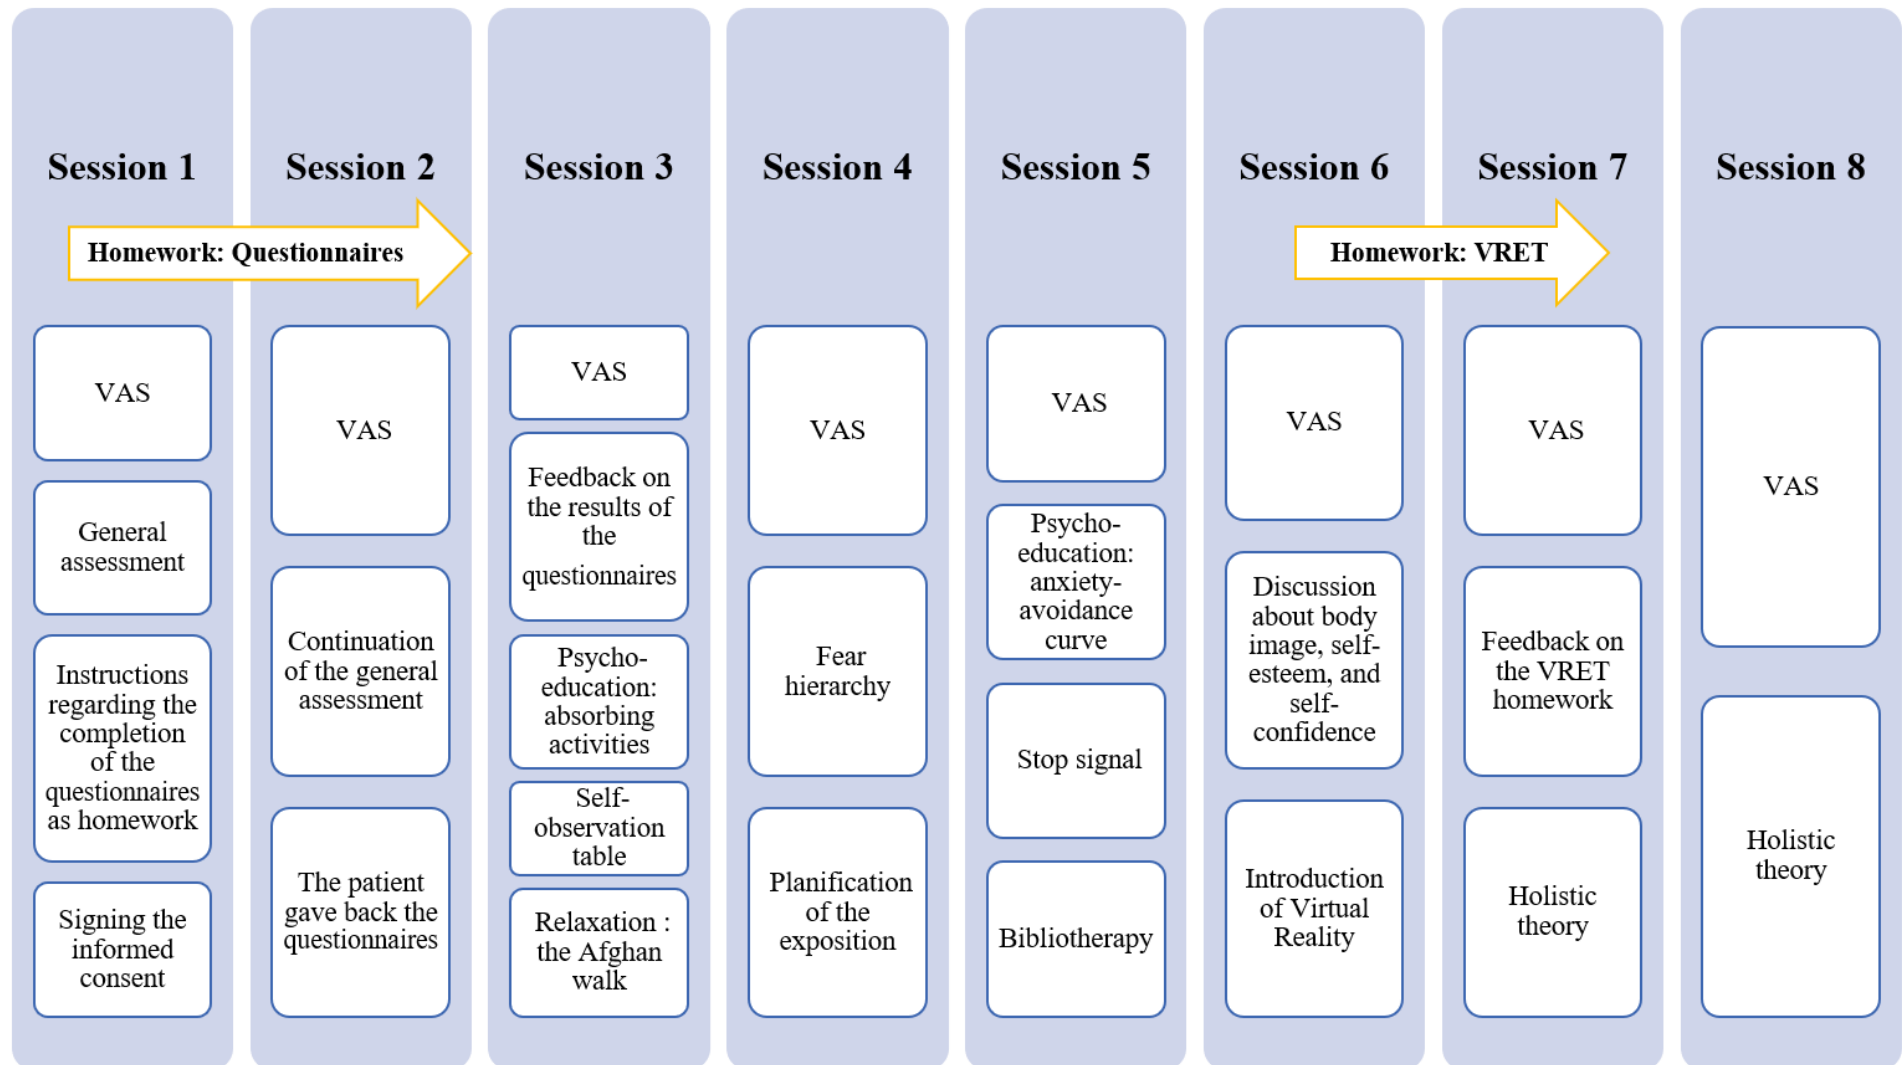 Session 1
Session 2
Session 3
Session 4
Session 5
Session 6
Session 7
Session 8
Homework: Questionnaires
Homework: VRET
VAS
General
assessment
Instructions
regarding the
completion
of the
questionnaires
as homework
Signing the
informed
consent
VAS
Continuation
of the general
assessment
The patient
gave back the
questionnaires
VAS
Feedback on
the results of
the
questionnaires
Psycho-
education:
absorbing
activities
Self-
observation
table
Relaxation :
the Afghan
walk
VAS
Fear
hierarchy
Planification
of the
exposition
VAS
Psycho-
education:
anxiety-
avoidance
curve
Stop signal
Bibliotherapy
VAS
Discussion
about body
image, self-
esteem, and
self-
confidence
Introduction
of Virtual
Reality
VAS
Feedback on
the VRET
homework
Holistic
theory
VAS
Holistic
theory